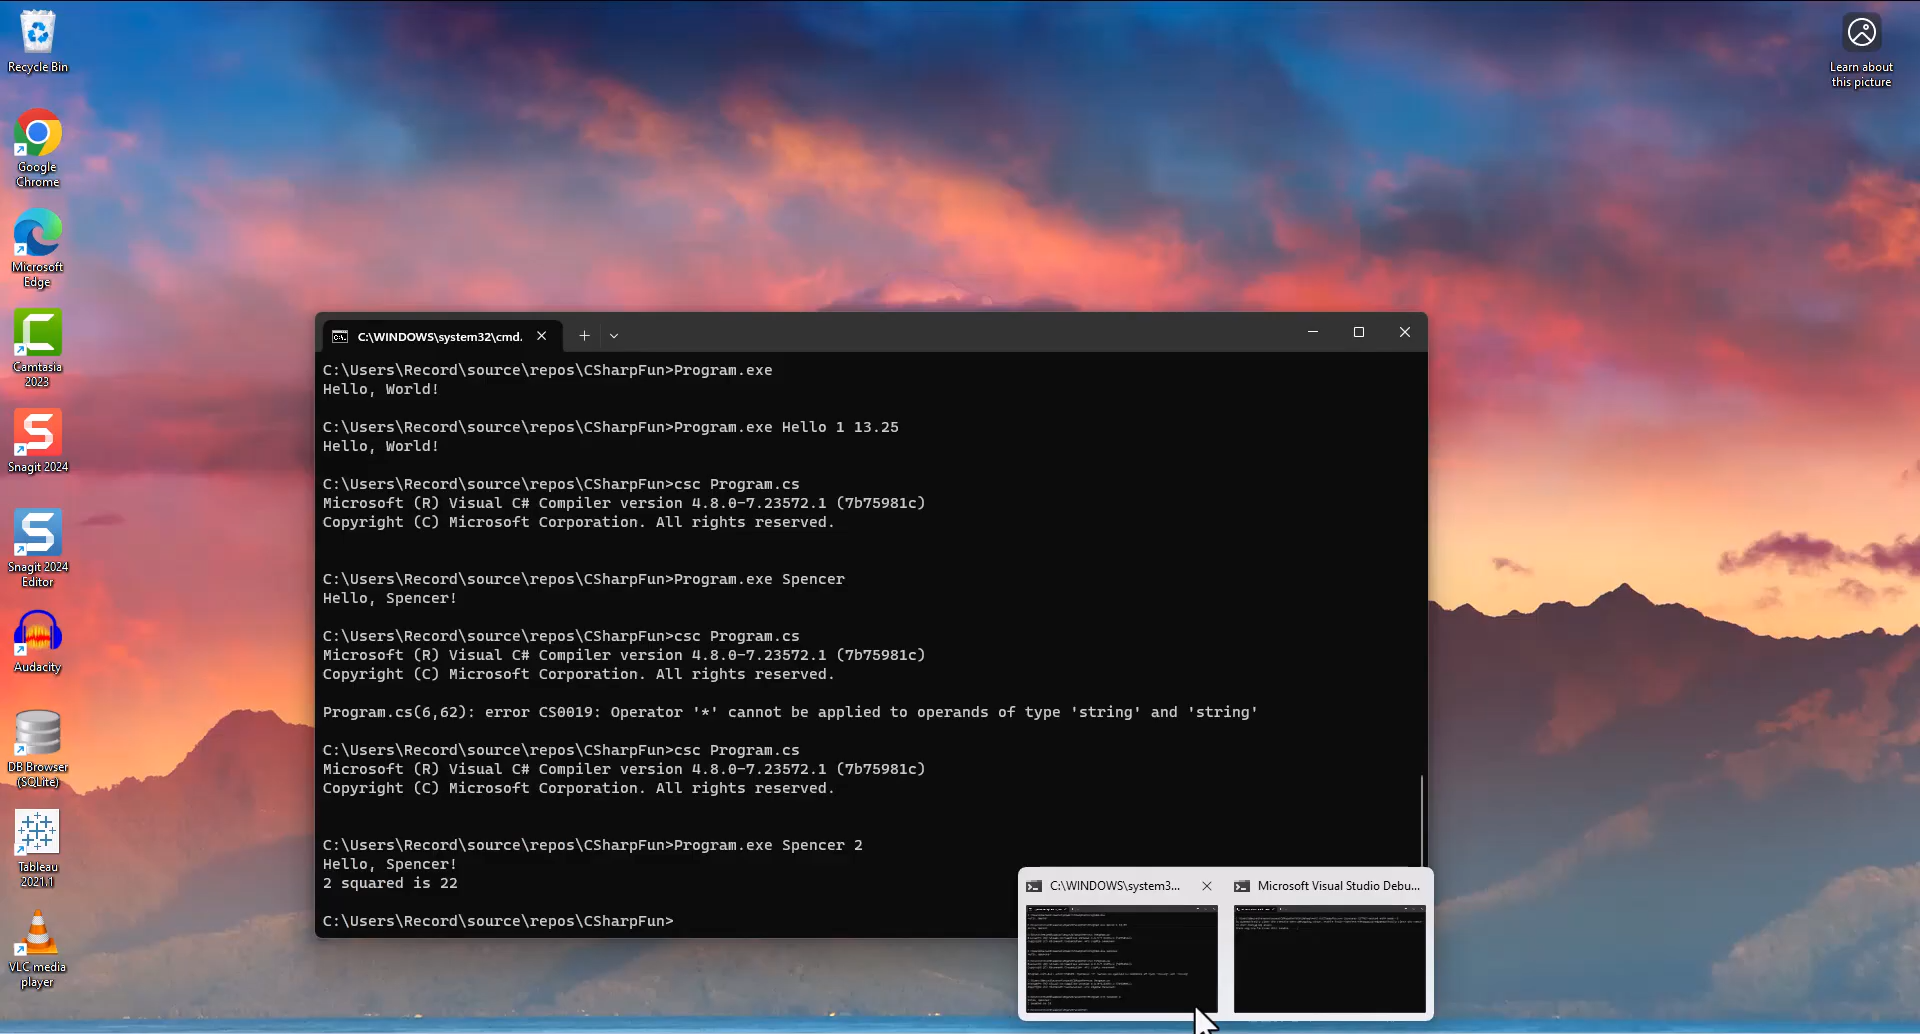 Recycle Bin
Google
Chrome
Microsoft
Edge
Camtasia
2023
Snagit 2024
Snagit 2024
Editor
Audacity
DB Browser
(SQLite)
Tableau
2021.1
VLC media
player
Learn about
this picture
C:\WINDOWS\system32\cmd.
C:\Users\Record\source\repos\CSharpFun>Program.exe
Hello, World!
C:\Users\Record\source\repos\CSharpFun>Program.exe Hello 1 13.25
Hello, World!
C:\Users\Record\source\repos\CSharpFun>csc Program.cs
Microsoft (R) Visual C# Compiler version 4.8.0-7.23572.1 (7b75981c)
Copyright (C) Microsoft Corporation. All rights reserved.
C:\Users\Record\source\repos\CSharpFun>Program.exe Spencer
Hello, Spencer!
C:\Users\Record\source\repos\CSharpFun>csc Program.cs
Microsoft (R) Visual C# Compiler version 4.8.0-7.23572.1 (7b75981c)
Copyright (C) Microsoft Corporation. All rights reserved.
Program.cs(6,62): error CS0019: Operator '*' cannot be applied to operands of type 'string' and 'string'
C:\Users\Record\source\repos\CSharpFun>csc Program.cs
Microsoft (R) Visual C# Compiler version 4.8.0-7.23572.1 (7b75981c)
Copyright (C) Microsoft Corporation. All rights reserved.
C:\Users\Record\source\repos\CSharpFun>Program.exe Spencer 2
Hello, Spencer!
2 squared is 22
C:\Users\Record\source\repos\CSharpFun>
C:\WINDOWS\system3...
Microsoft Visual Studio Debu...